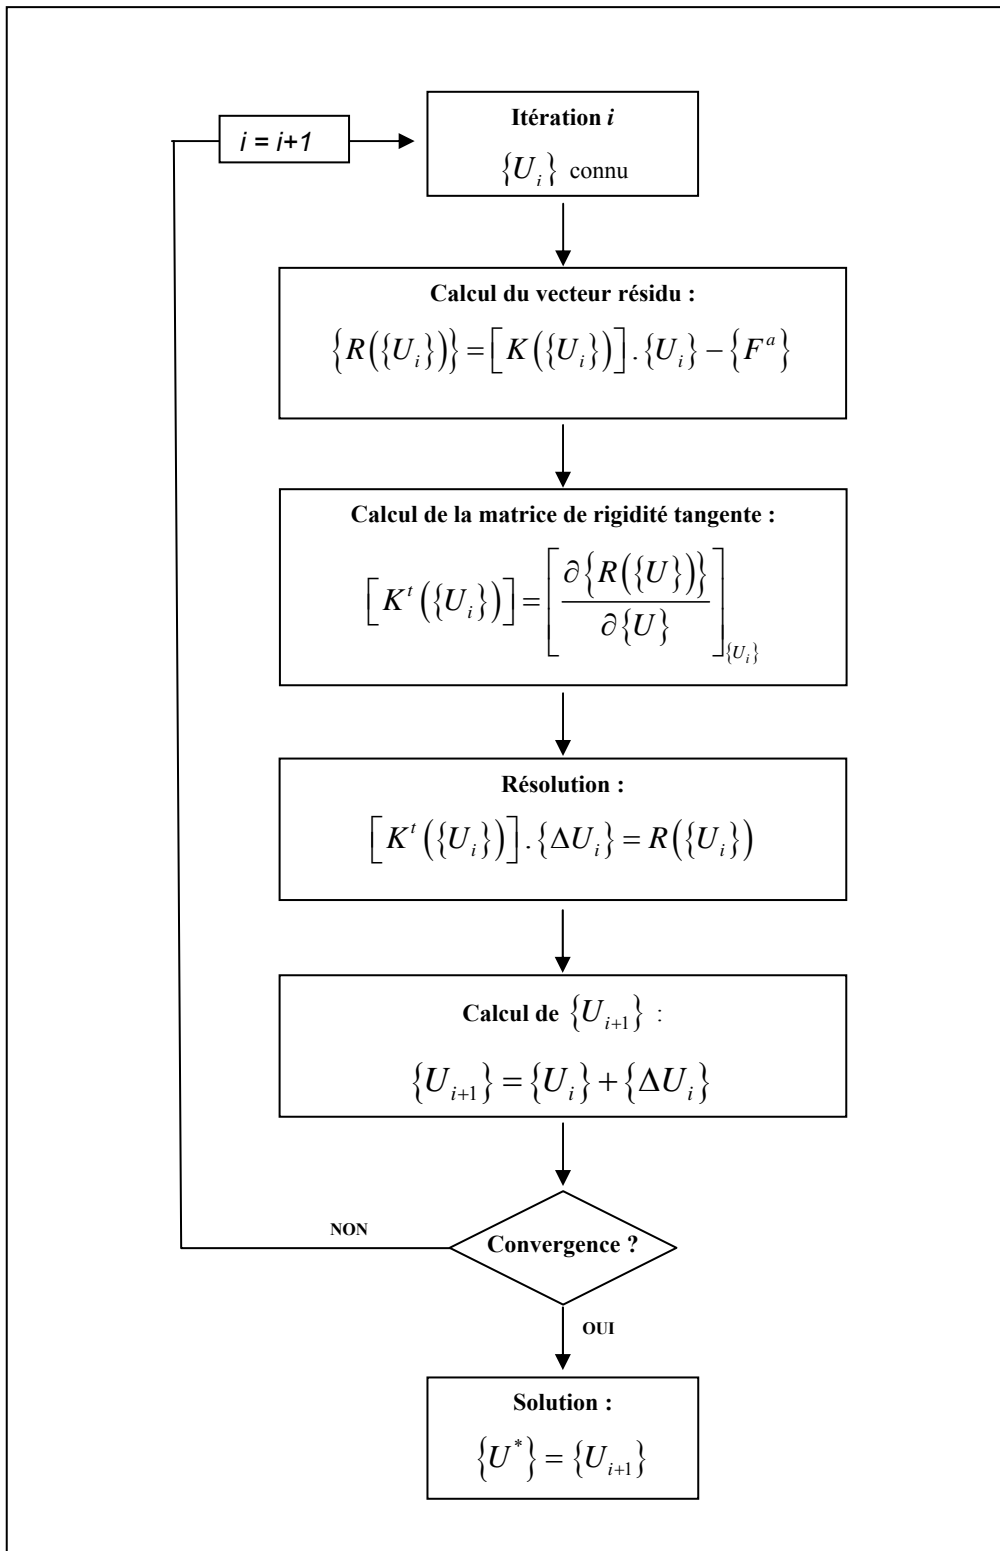 i = i+1
Itération i
{U_i} connu
Calcul du vecteur résidu :
{R({U_i})} = [K({U_i})] . {U_i} − {F^a}
Calcul de la matrice de rigidité tangente :
[K^t({U_i})] = [∂{R({U})} / ∂{U}]_{U_i}
Résolution :
[K^t({U_i})] . {ΔU_i} = R({U_i})
Calcul de {U_{i+1}} :
{U_{i+1}} = {U_i} + {ΔU_i}
NON
Convergence ?
OUI
Solution :
{U^*} = {U_{i+1}}